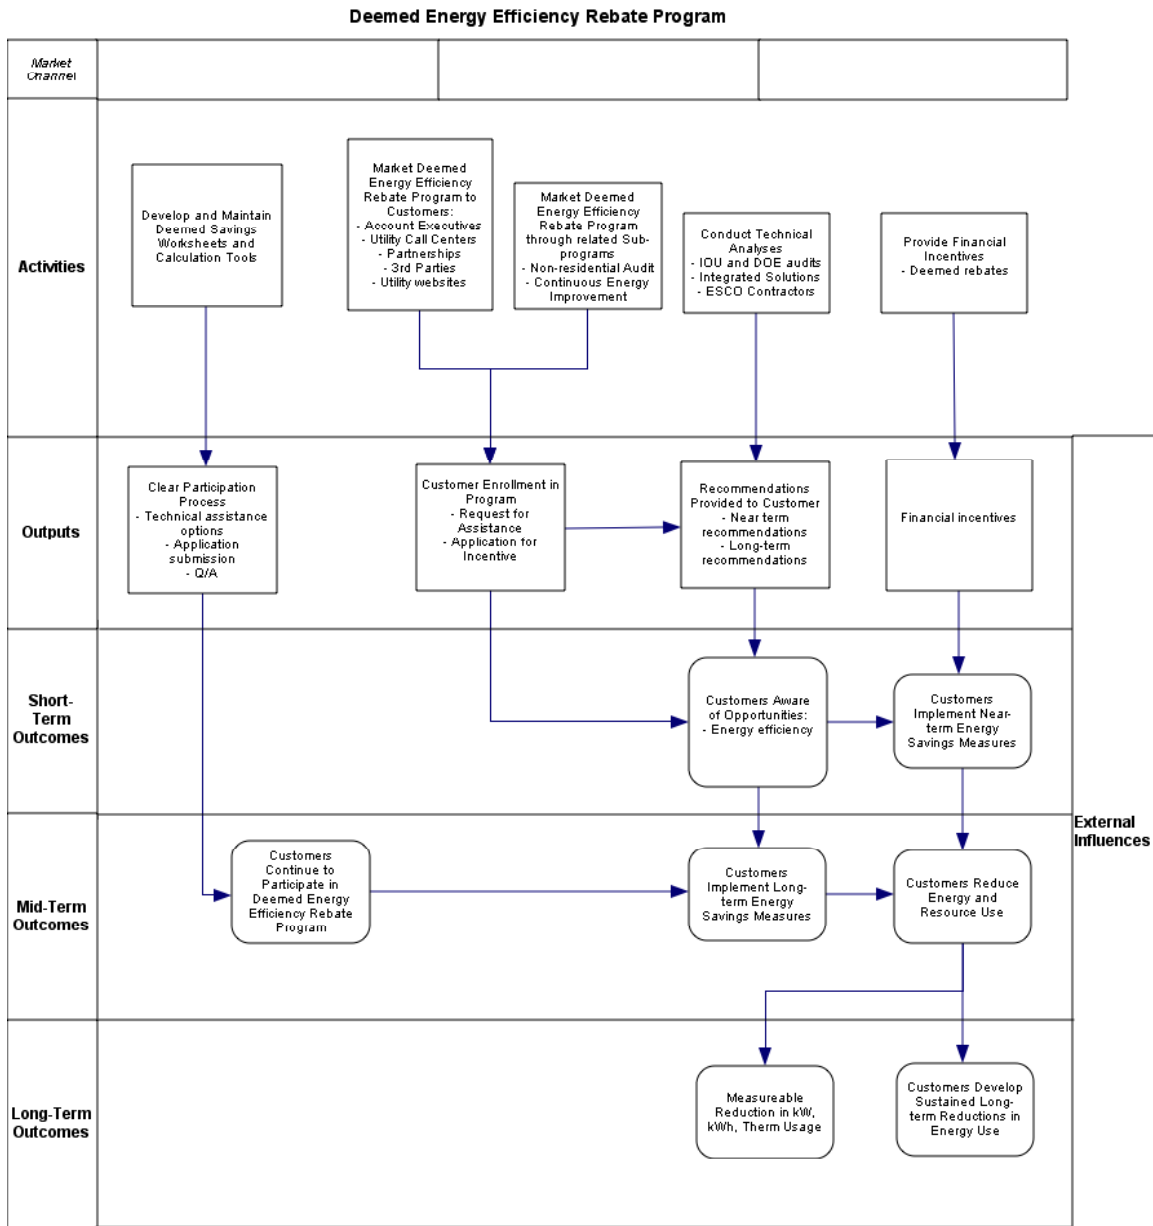 Deemed Energy Efficiency Rebate Program
Market
Channel
Activities
Develop and Maintain
Deemed Savings
Worksheets and
Calculation Tools
Market Deemed
Energy Efficiency
Rebate Program to
Customers:
- Account Executives
- Utility Call Centers
- Partnerships
- 3rd Parties
- Utility websites
Market Deemed
Energy Efficiency
Rebate Program
through related Sub-
programs
- Non-residential Audit
- Continuous Energy
Improvement
Conduct Technical
Analyses
- IOU and DOE audits
- Integrated Solutions
- ESCO Contractors
Provide Financial
Incentives
- Deemed rebates
Outputs
Clear Participation
Process
- Technical assistance
options
- Application
submission
- Q/A
Customer Enrollment in
Program
- Request for
Assistance
- Application for
Incentive
Recommendations
Provided to Customer
- Near term
recommendations
- Long-term
recommendations
Financial incentives
Short-
Term
Outcomes
Customers Aware
of Opportunities:
- Energy efficiency
Customers
Implement Near-
term Energy
Savings Measures
External
Influences
Mid-Term
Outcomes
Customers
Continue to
Participate in
Deemed Energy
Efficiency Rebate
Program
Customers
Implement Long-
term Energy
Savings Measures
Customers Reduce
Energy and
Resource Use
Long-Term
Outcomes
Measureable
Reduction in kW,
kWh, Therm Usage
Customers Develop
Sustained Long-
term Reductions in
Energy Use